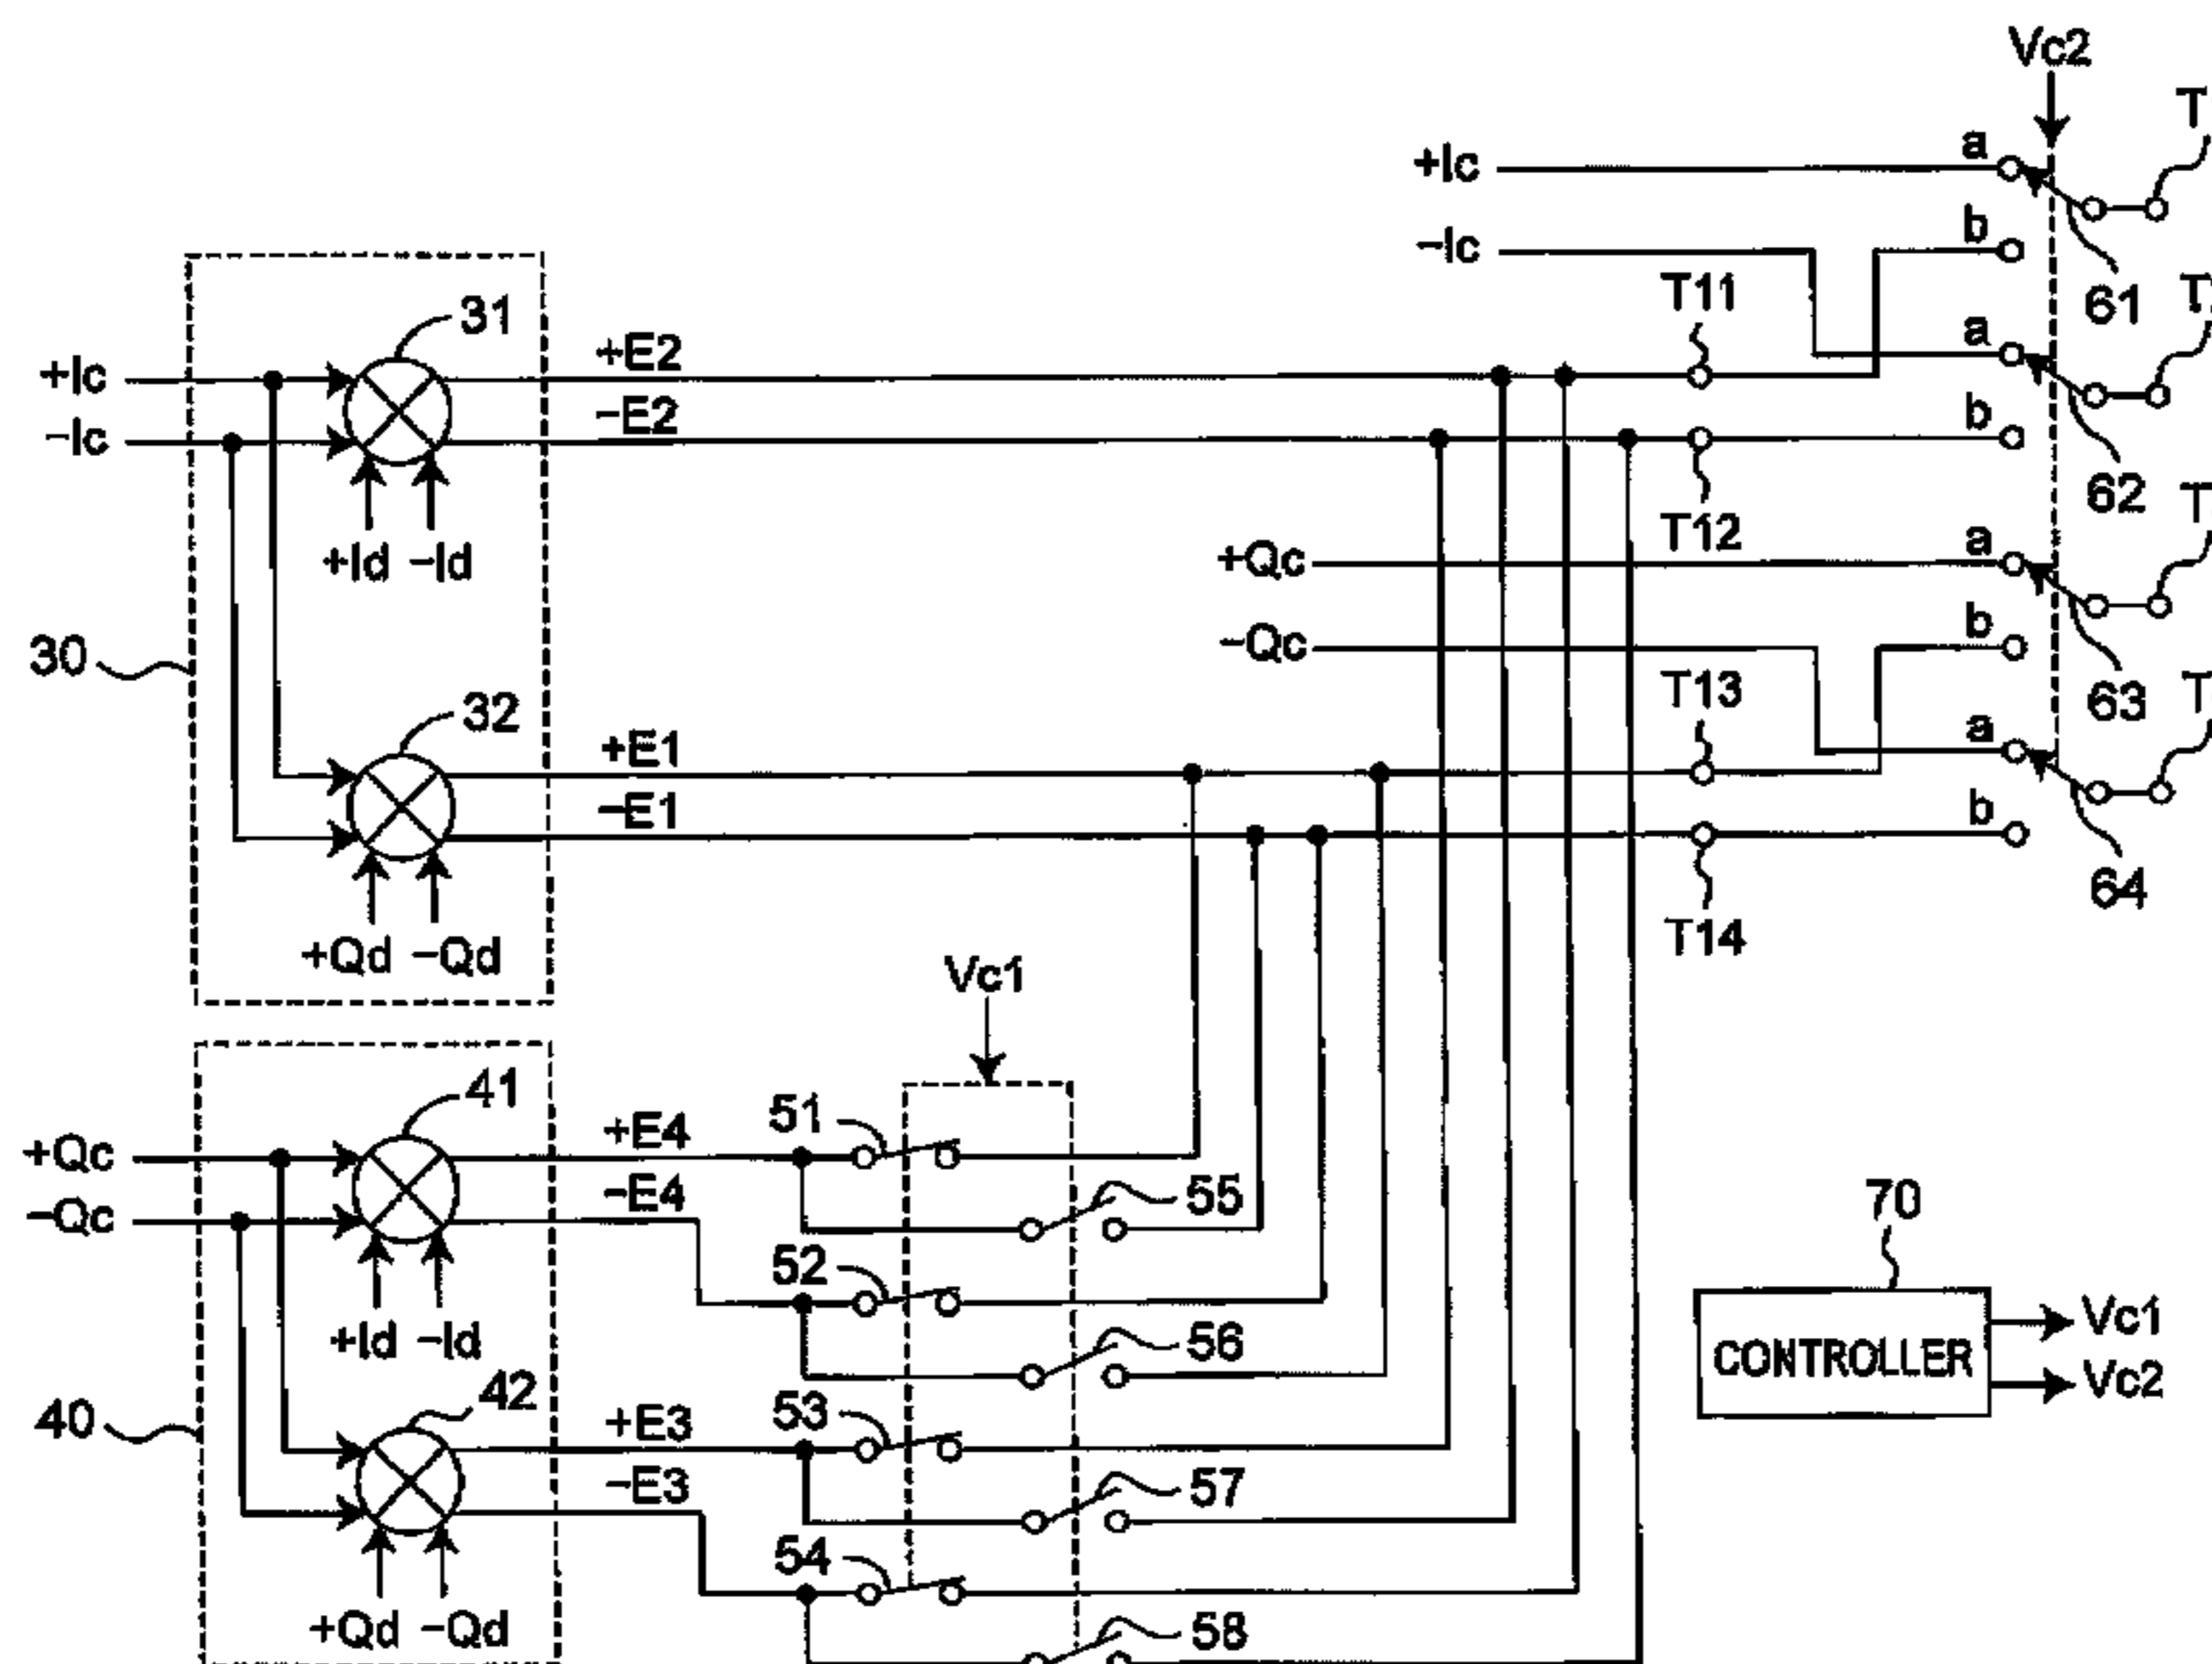 Vc2
T
+Ic
a
-Ic
b
61
T
T11
a
31
+E2
+Ic
-E2
b
-Ic
62
T
T12
+Id -Id
+Qc
a
-Qc
b
30
63
T
T13
32
+E1
a
-E1
b
64
T14
+Qd -Qd
Vc1
41
51
+E4
+Qc
-E4
55
-Qc
70
52
Vc1
+Id -Id
56
CONTROLLER
Vc2
42
53
40
+E3
-E3
57
54
+Qd -Qd
58